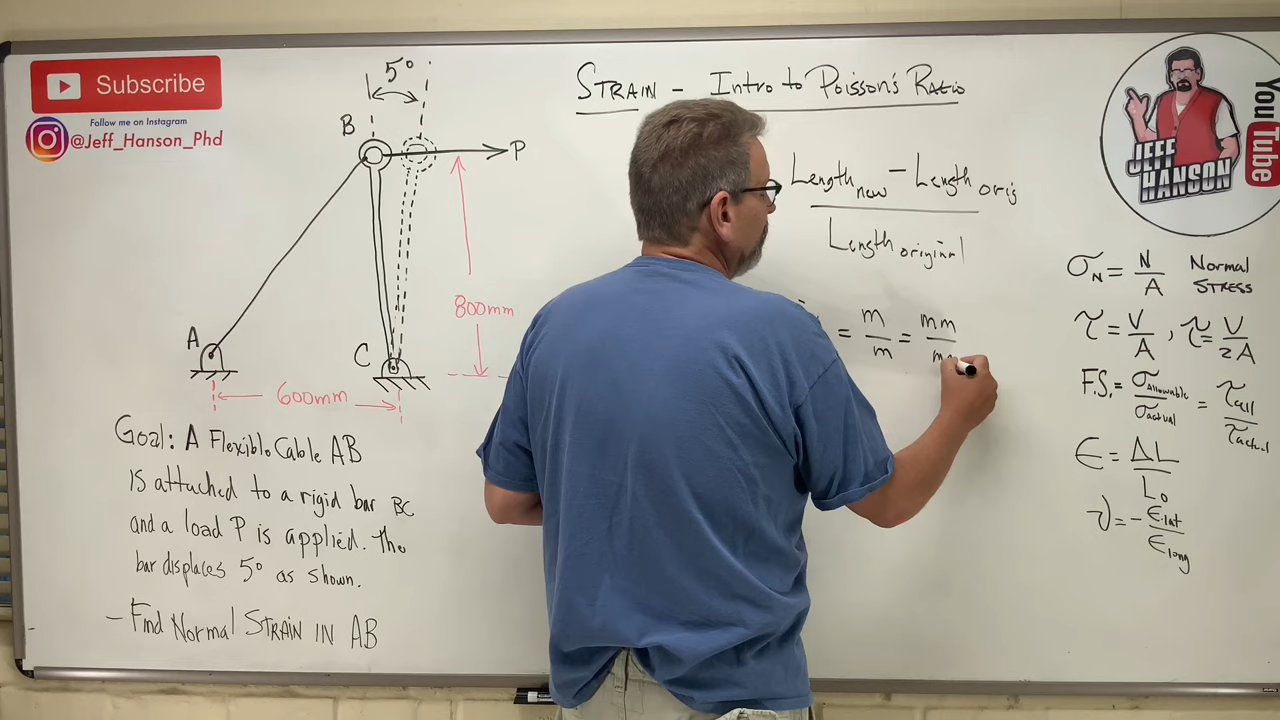 Subscribe
Follow me on Instagram
@Jeff_Hanson_Phd
5°
B
P
800mm
A
C
600mm
Goal: A Flexible Cable AB
is attached to a rigid bar BC
and a load P is applied. The
bar displaces 5° as shown.
- Find Normal STRAIN IN AB
STRAIN - Intro to Poisson's Ratio
Length new - Length orig
Length original
= m/m = mm/
JEFF
HANSON
You Tube
σN = N/A Normal
STRESS
τ = V/A, τ = V/2A
F.S. = σAllowable/σactual = τall/τactual
ϵ = ΔL/L₀
ν = - ϵlat/ϵlong